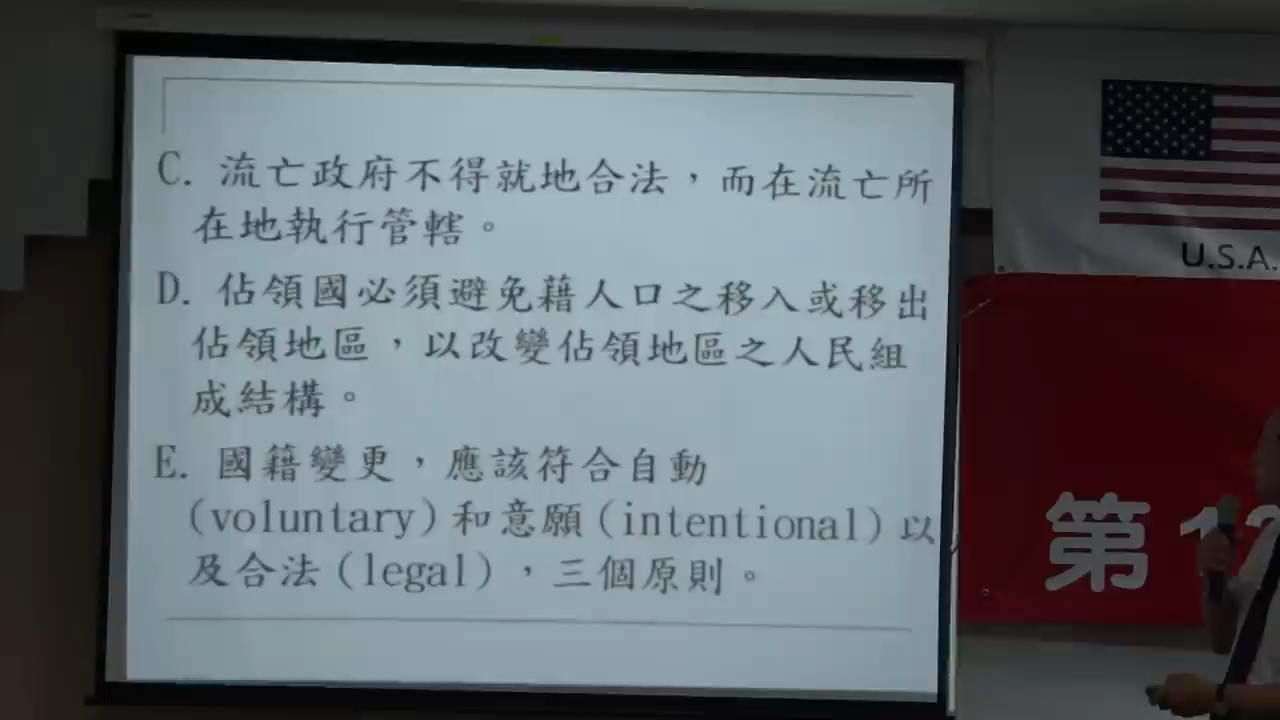 C. 流亡政府不得就地合法，而在流亡所
在地執行管轄。
D. 佔領國必須避免藉人口之移入或移出
佔領地區，以改變佔領地區之人民組
成結構。
E. 國籍變更，應該符合自動
(voluntary)和意願(intentional)以
及合法(legal)，三個原則。
U.S.A.
第 12